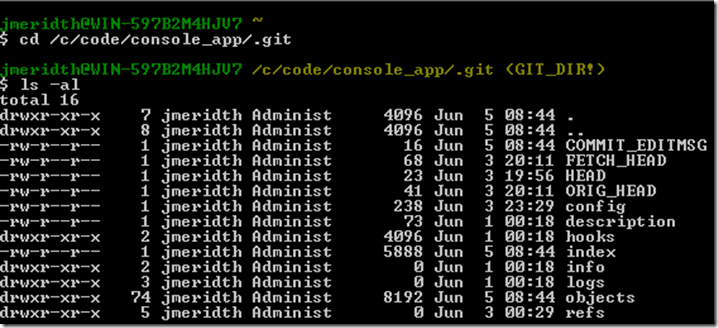 jmeridth@WIN-597B2M4HJV7 ~
$ cd /c/code/console_app/.git
jmeridth@WIN-597B2M4HJV7 /c/code/console_app/.git (GIT_DIR!)
$ ls -al
total 16
drwxr-xr-x 7 jmeridth Administ 4096 Jun 5 08:44 .
drwxr-xr-x 8 jmeridth Administ 4096 Jun 5 08:44 ..
-rw-r--r-- 1 jmeridth Administ 16 Jun 5 08:44 COMMIT_EDITMSG
-rw-r--r-- 1 jmeridth Administ 68 Jun 3 20:11 FETCH_HEAD
-rw-r--r-- 1 jmeridth Administ 23 Jun 3 19:56 HEAD
-rw-r--r-- 1 jmeridth Administ 41 Jun 3 20:11 ORIG_HEAD
-rw-r--r-- 1 jmeridth Administ 238 Jun 3 23:29 config
-rw-r--r-- 1 jmeridth Administ 73 Jun 1 00:18 description
drwxr-xr-x 2 jmeridth Administ 4096 Jun 1 00:18 hooks
-rw-r--r-- 1 jmeridth Administ 5888 Jun 5 08:44 index
drwxr-xr-x 2 jmeridth Administ 0 Jun 1 00:18 info
drwxr-xr-x 3 jmeridth Administ 0 Jun 1 00:18 logs
drwxr-xr-x 74 jmeridth Administ 8192 Jun 5 08:44 objects
drwxr-xr-x 5 jmeridth Administ 0 Jun 3 00:29 refs